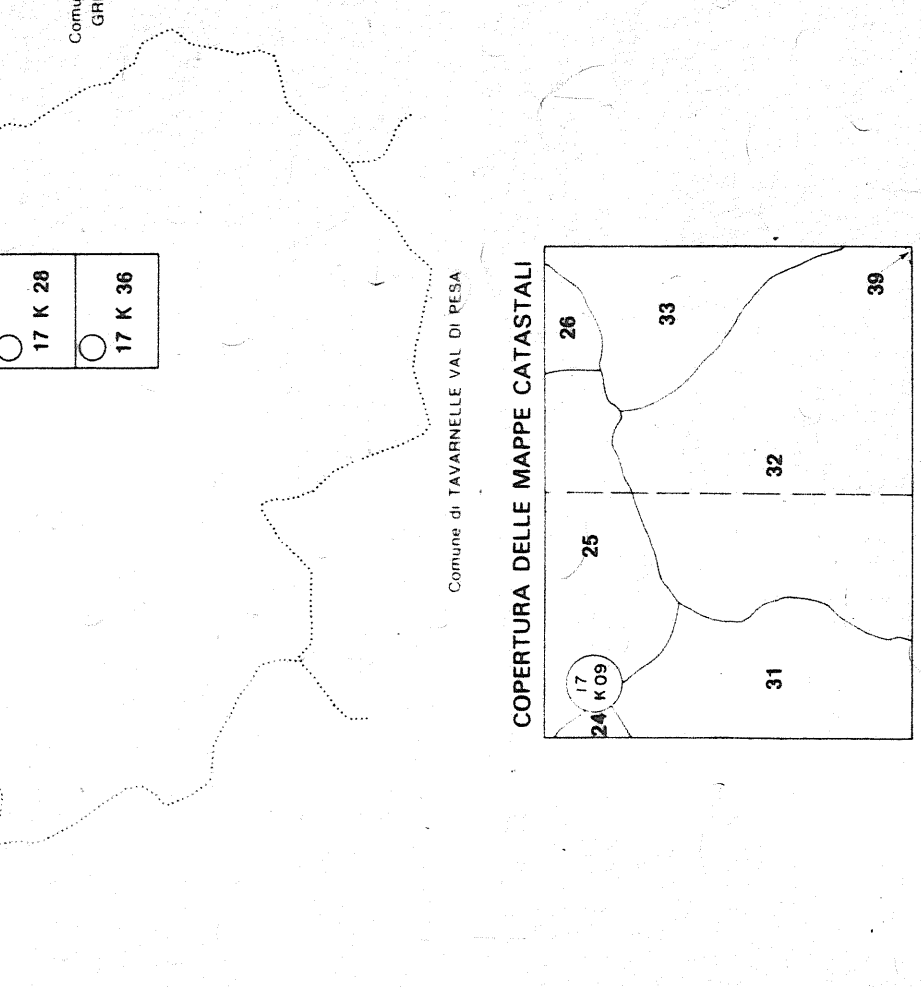 Comu
GR
17 K 28
17 K 36
Comune di TAVARNELLE VAL DI PESA
COPERTURA DELLE MAPPE CATASTALI
24
17
K 09
25
26
33
31
32
39